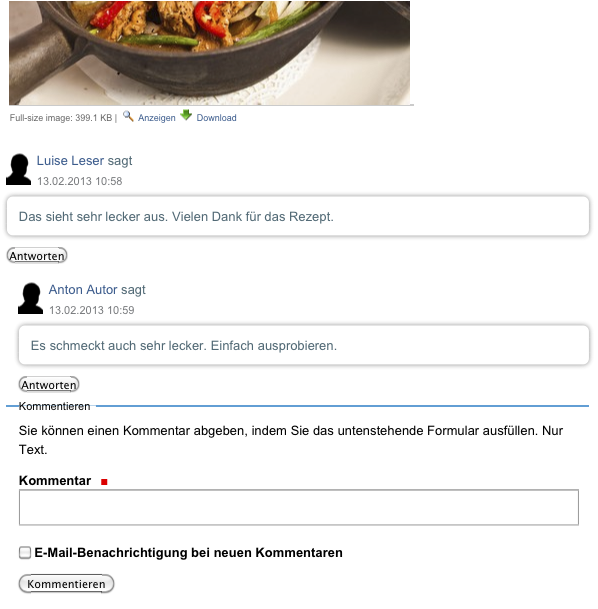 Full-size image: 399.1 KB | Anzeigen Download
Luise Leser sagt
13.02.2013 10:58
Das sieht sehr lecker aus. Vielen Dank für das Rezept.
Antworten
Anton Autor sagt
13.02.2013 10:59
Es schmeckt auch sehr lecker. Einfach ausprobieren.
Antworten
Kommentieren
Sie können einen Kommentar abgeben, indem Sie das untenstehende Formular ausfüllen. Nur
Text.
Kommentar
E-Mail-Benachrichtigung bei neuen Kommentaren
Kommentieren